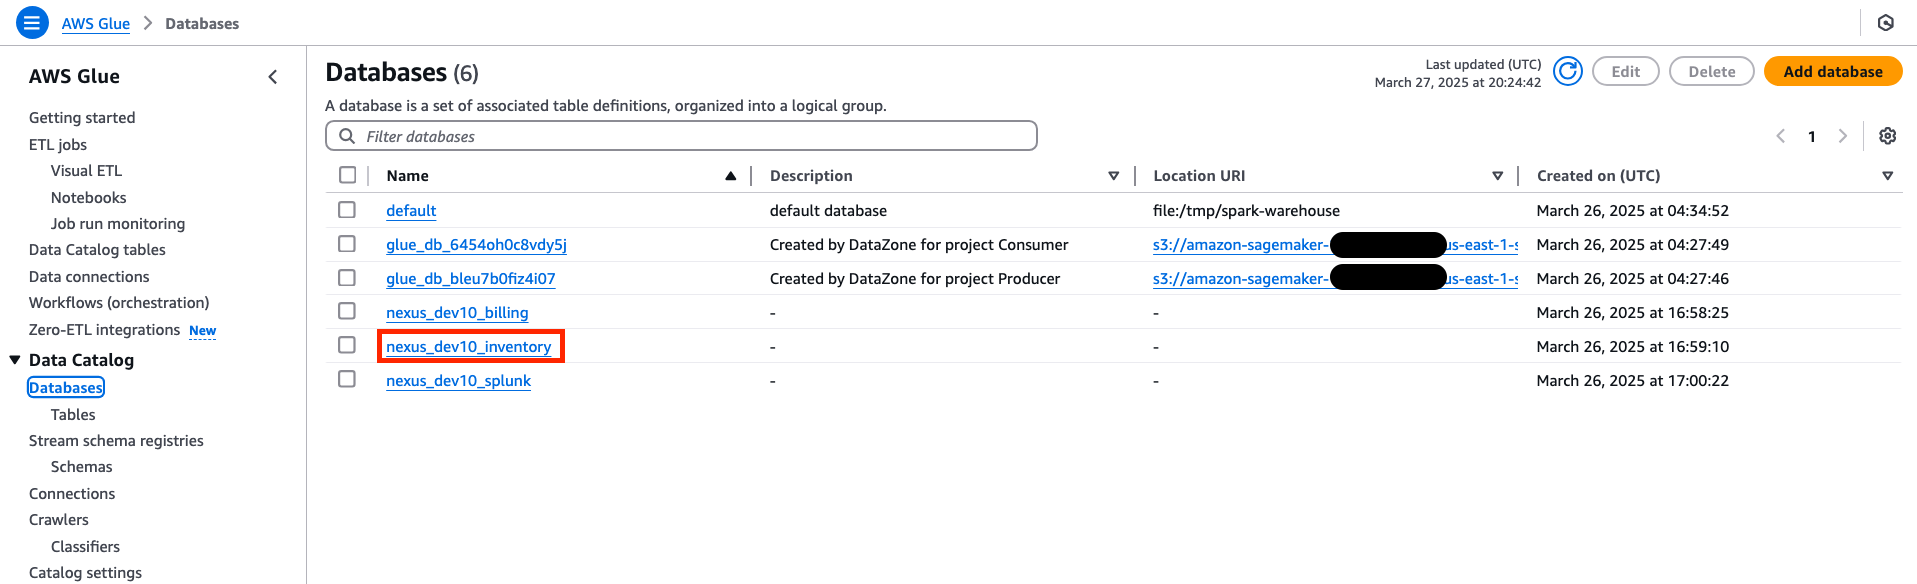 AWS Glue > Databases
AWS Glue
Getting started
ETL jobs
Visual ETL
Notebooks
Job run monitoring
Data Catalog tables
Data connections
Workflows (orchestration)
Zero-ETL integrations New
Data Catalog
Databases
Tables
Stream schema registries
Schemas
Connections
Crawlers
Classifiers
Catalog settings
Databases (6)
Last updated (UTC)
March 27, 2025 at 20:24:42
Edit
Delete
Add database
A database is a set of associated table definitions, organized into a logical group.
Filter databases
1
Name Description Location URI Created on (UTC)
default default database file:/tmp/spark-warehouse March 26, 2025 at 04:34:52
glue_db_6454oh0c8vdy5j Created by DataZone for project Consumer s3://amazon-sagemaker- us-east-1-s March 26, 2025 at 04:27:49
glue_db_bleu7b0fiz4i07 Created by DataZone for project Producer s3://amazon-sagemaker- us-east-1-s March 26, 2025 at 04:27:46
nexus_dev10_billing - - March 26, 2025 at 16:58:25
nexus_dev10_inventory - - March 26, 2025 at 16:59:10
nexus_dev10_splunk - - March 26, 2025 at 17:00:22